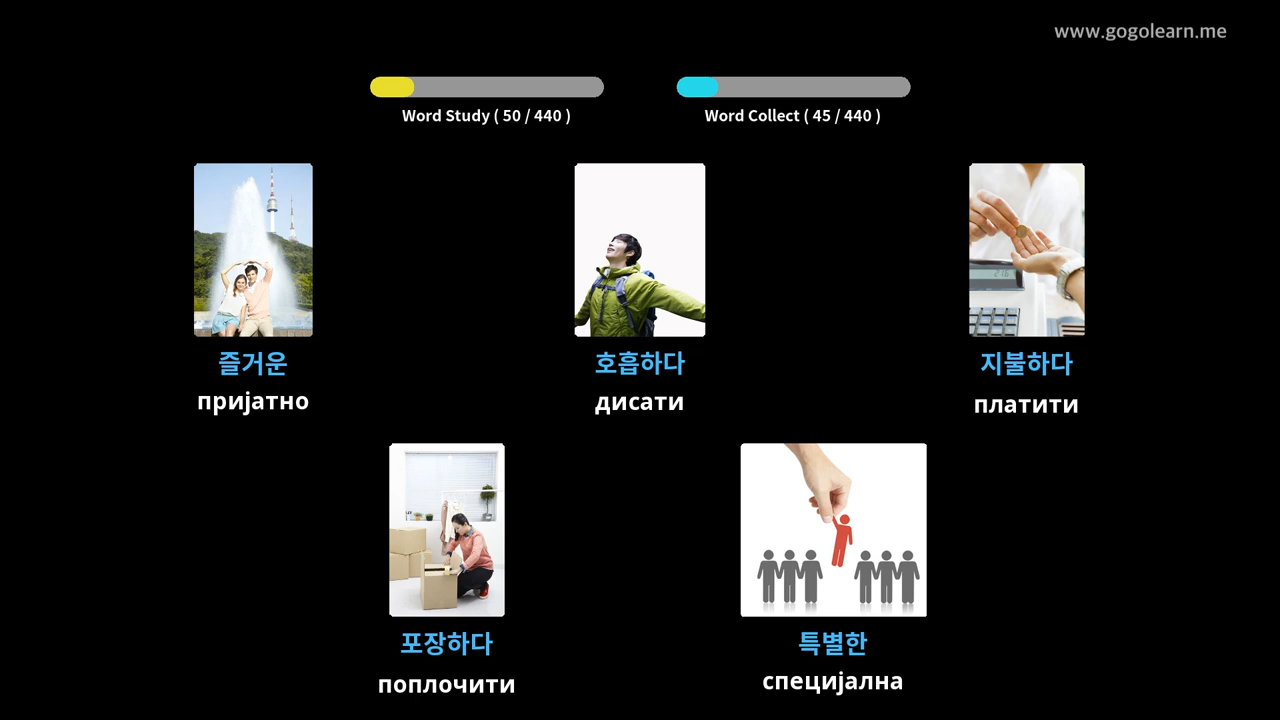 www.gogolearn.me
Word Study ( 50 / 440 )
Word Collect ( 45 / 440 )
즐거운
пријатно
호흡하다
дисати
지불하다
платити
포장하다
поплочити
특별한
специјална